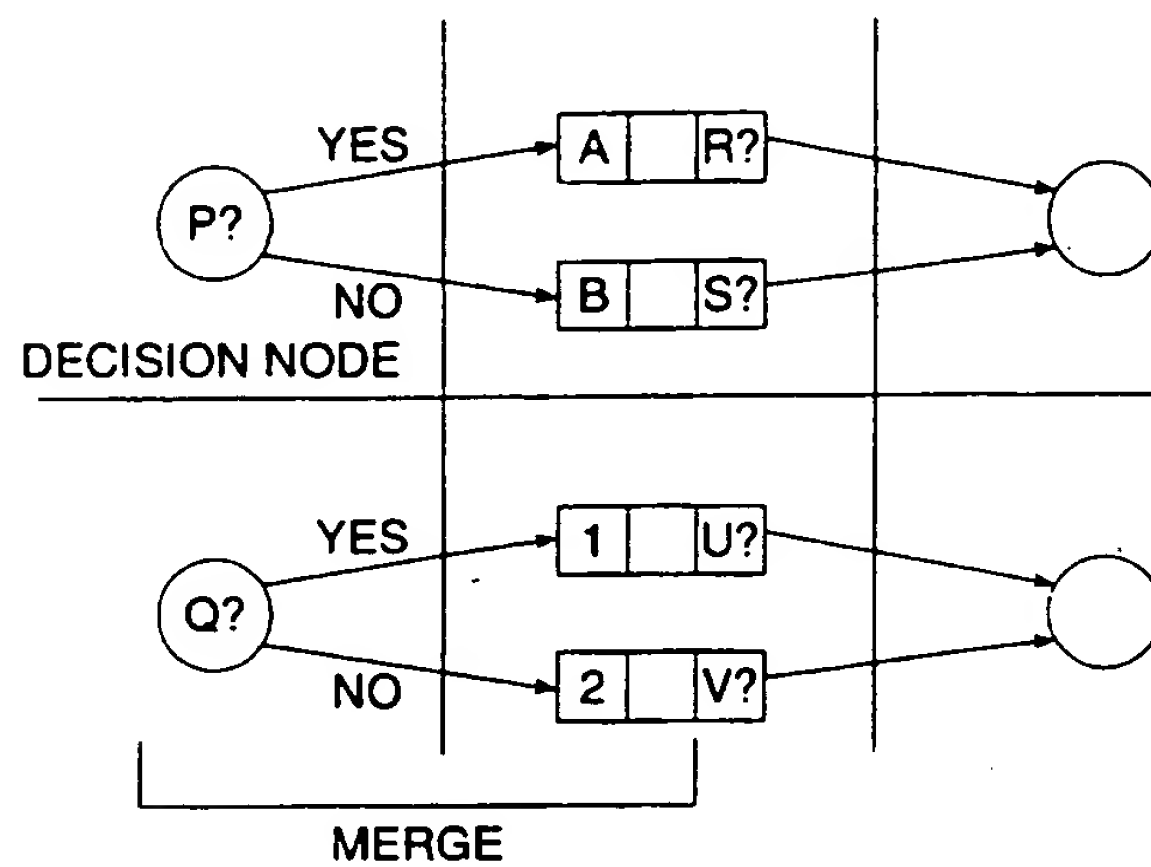 YES
A R?
P?
B S?
NO
DECISION NODE
YES
1 U?
Q?
2 V?
NO
MERGE